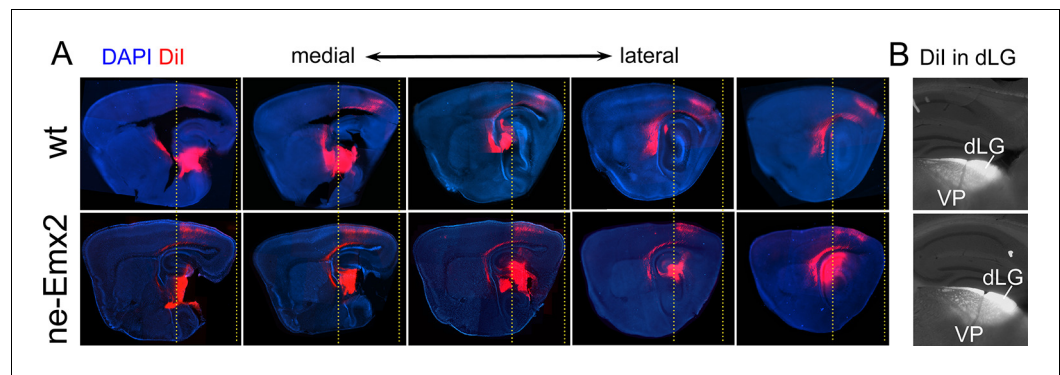 A DAPI DiI medial lateral B DiI in dLG
wt
dLG
VP
ne-Emx2
dLG
VP